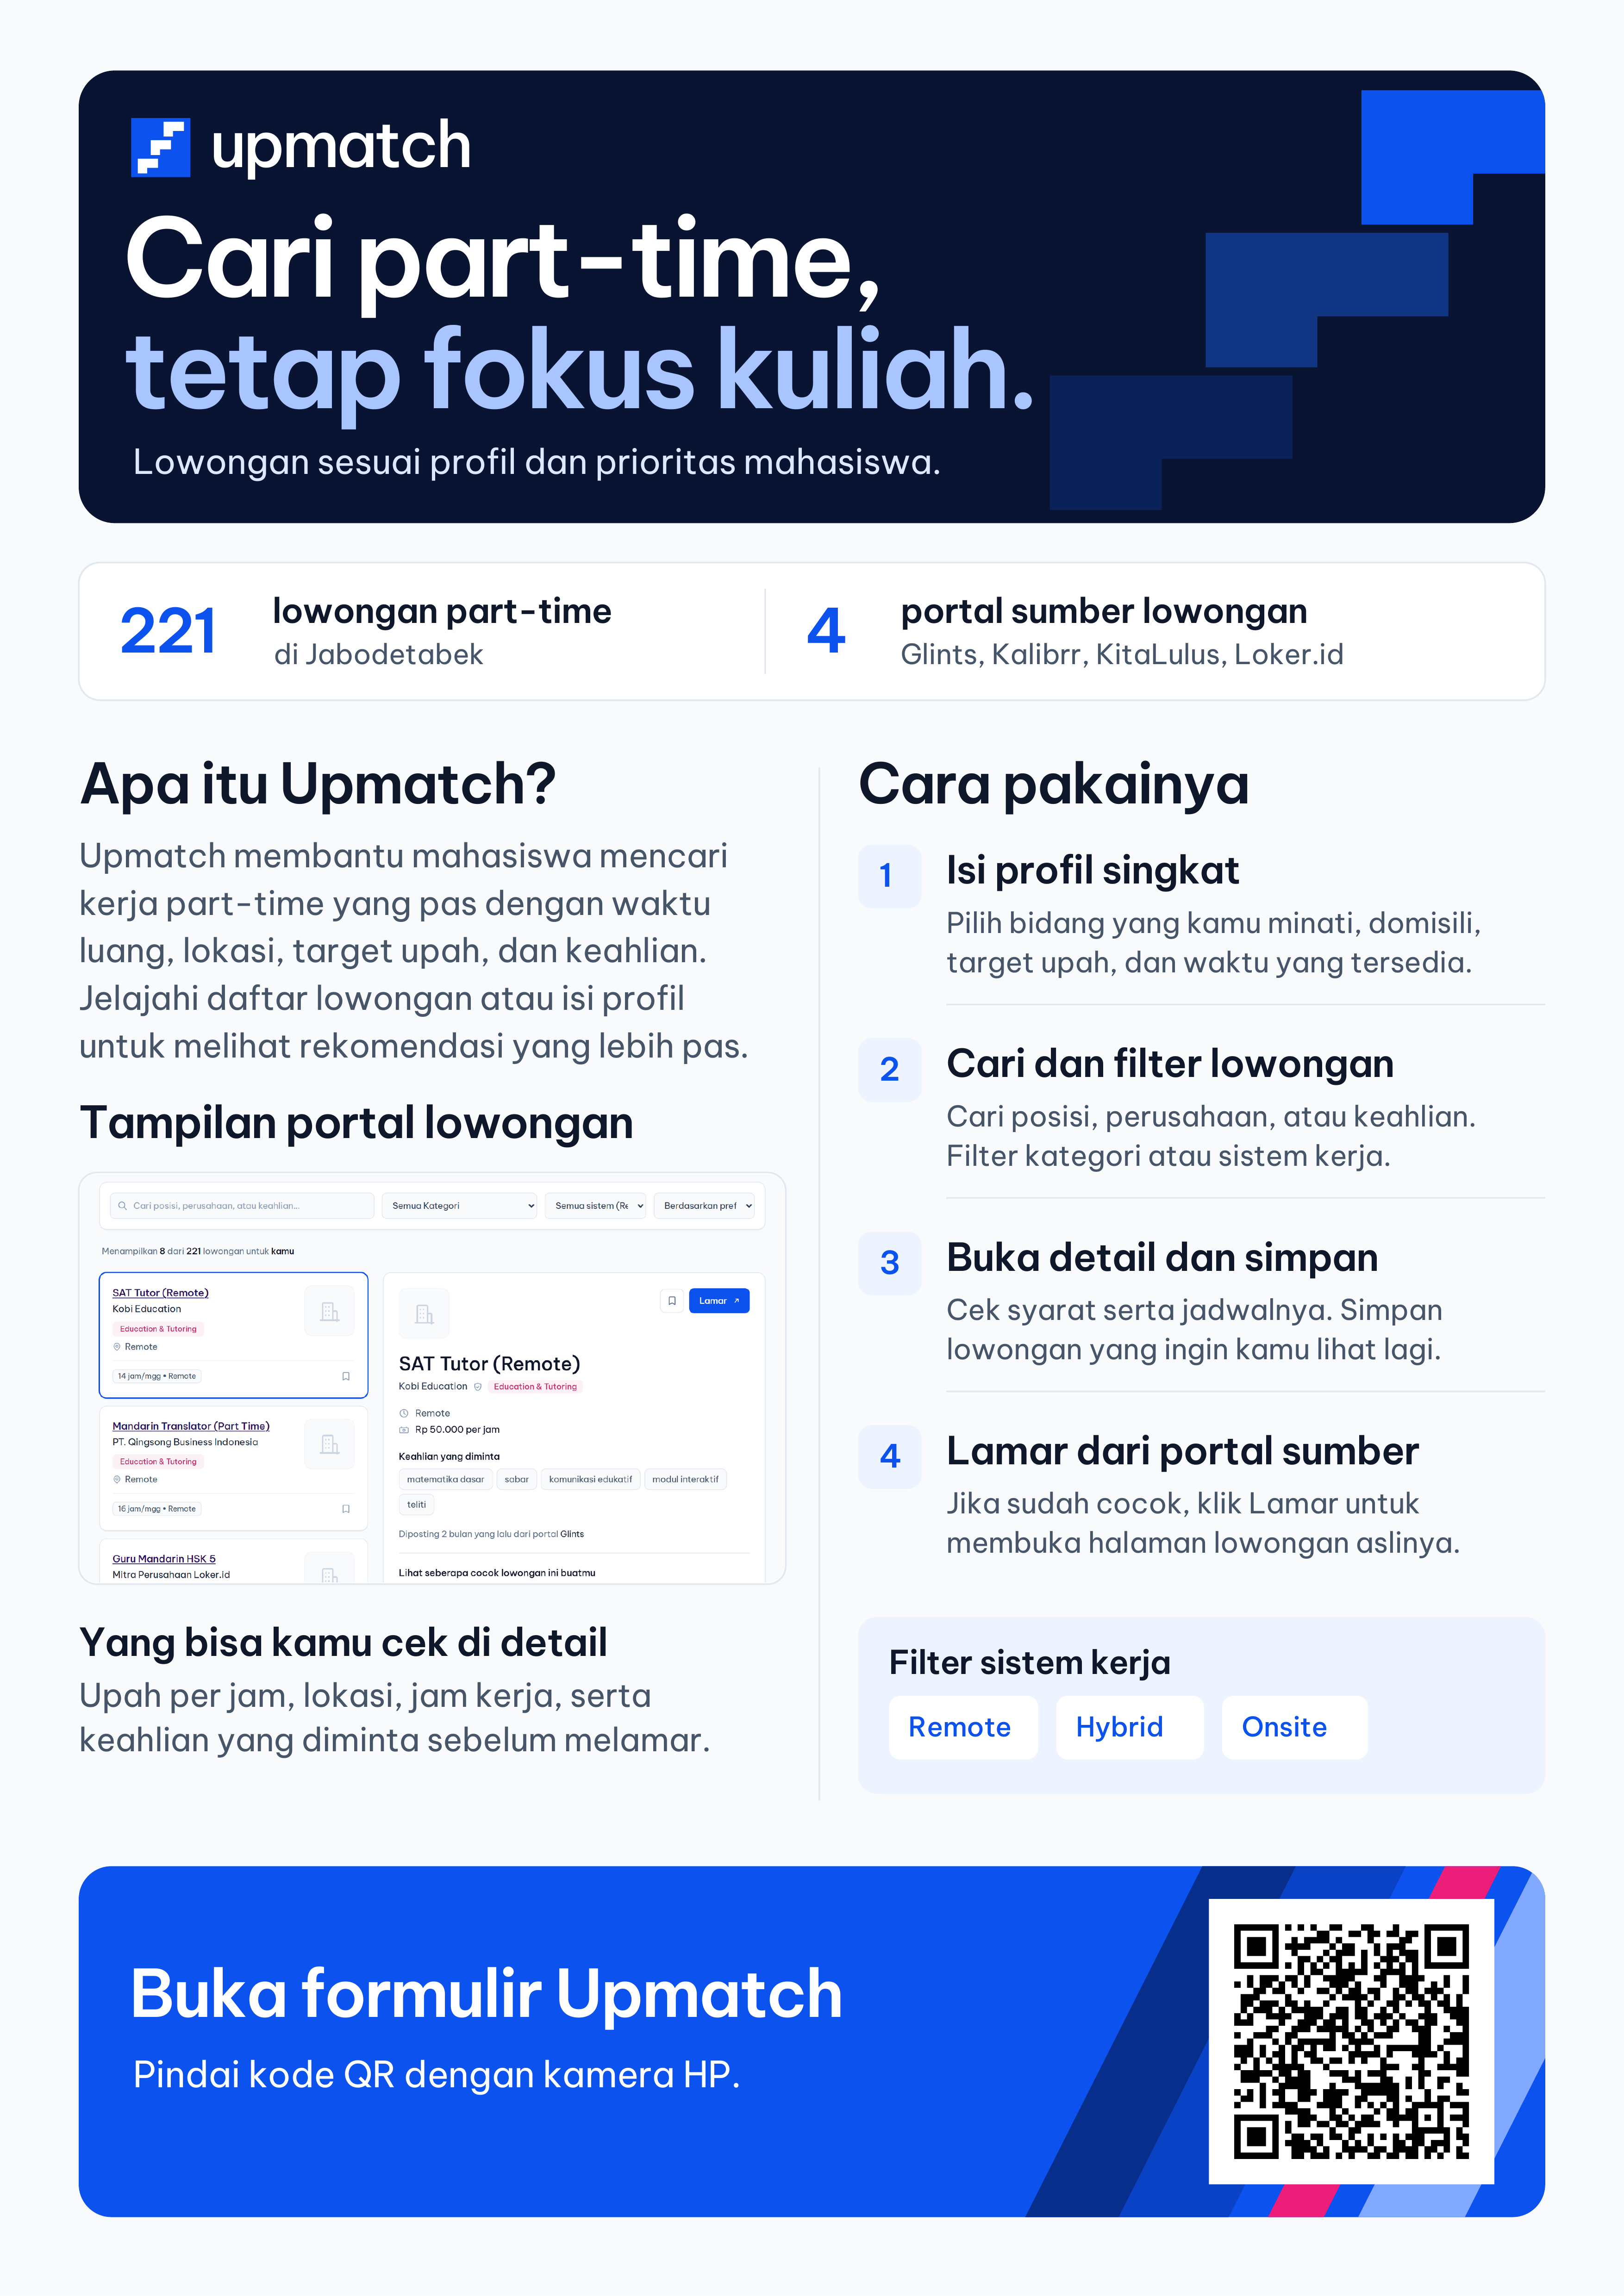 upmatch
Cari part-time,
tetap fokus kuliah.
Lowongan sesuai profil dan prioritas mahasiswa.
221
lowongan part-time
di Jabodetabek
4
portal sumber lowongan
Glints, Kalibrr, KitaLulus, Loker.id
Apa itu Upmatch?
Upmatch membantu mahasiswa mencari
kerja part-time yang pas dengan waktu
luang, lokasi, target upah, dan keahlian.
Jelajahi daftar lowongan atau isi profil
untuk melihat rekomendasi yang lebih pas.
Tampilan portal lowongan
Cari posisi, perusahaan, atau keahlian...
Semua Kategori
Semua sistem (Re
Berdasarkan pref
Menampilkan 8 dari 221 lowongan untuk kamu
SAT Tutor (Remote)
Kobi Education
Education & Tutoring
Remote
14 jam/mgg • Remote
Mandarin Translator (Part Time)
PT. Qingsong Business Indonesia
Education & Tutoring
Remote
16 jam/mgg • Remote
Guru Mandarin HSK 5
Mitra Perusahaan Loker.id
Lamar
SAT Tutor (Remote)
Kobi Education
Education & Tutoring
Remote
Rp 50.000 per jam
Keahlian yang diminta
matematika dasar
sabar
komunikasi edukatif
modul interaktif
teliti
Diposting 2 bulan yang lalu dari portal Glints
Lihat seberapa cocok lowongan ini buatmu
Yang bisa kamu cek di detail
Upah per jam, lokasi, jam kerja, serta
keahlian yang diminta sebelum melamar.
Cara pakainya
1
Isi profil singkat
Pilih bidang yang kamu minati, domisili,
target upah, dan waktu yang tersedia.
2
Cari dan filter lowongan
Cari posisi, perusahaan, atau keahlian.
Filter kategori atau sistem kerja.
3
Buka detail dan simpan
Cek syarat serta jadwalnya. Simpan
lowongan yang ingin kamu lihat lagi.
4
Lamar dari portal sumber
Jika sudah cocok, klik Lamar untuk
membuka halaman lowongan aslinya.
Filter sistem kerja
Remote
Hybrid
Onsite
Buka formulir Upmatch
Pindai kode QR dengan kamera HP.